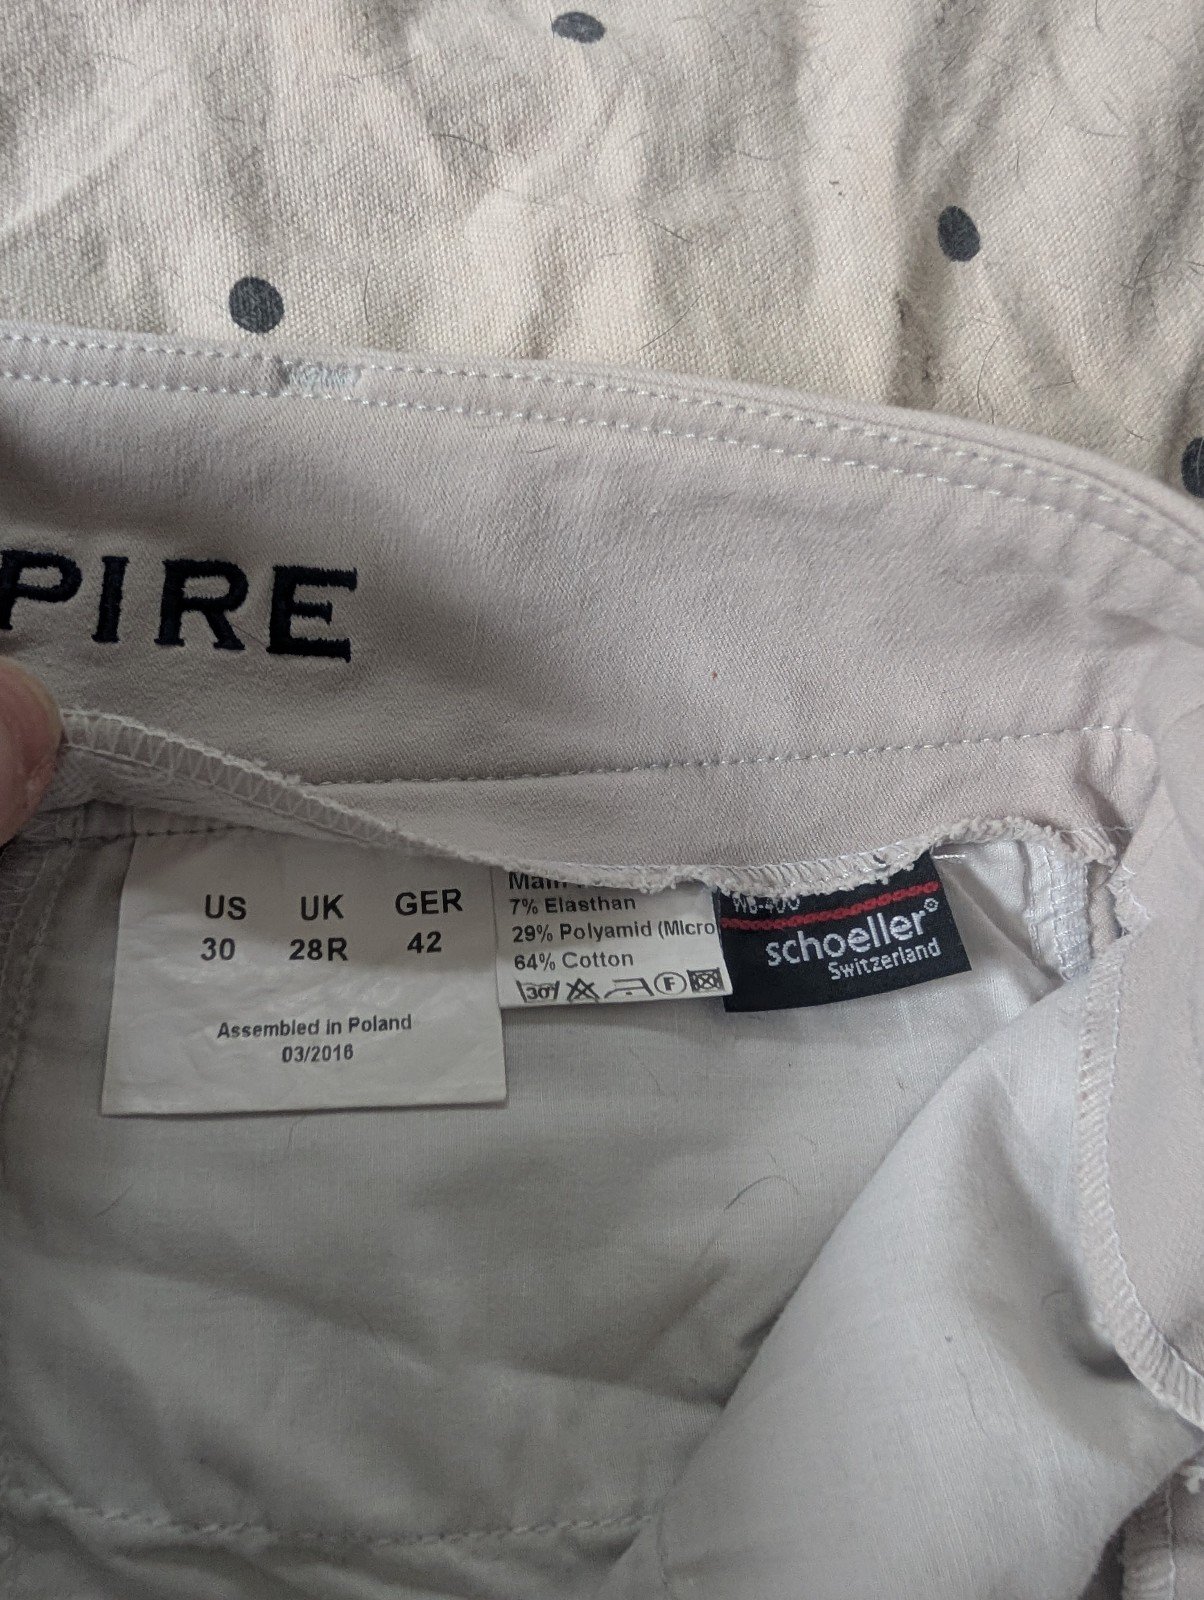 PIRE
US UK GER
30 28R 42
Assembled in Poland
03/2016
7% Elasthan
29% Polyamid (Micro
64% Cotton
30
F
schoeller®
Switzerland